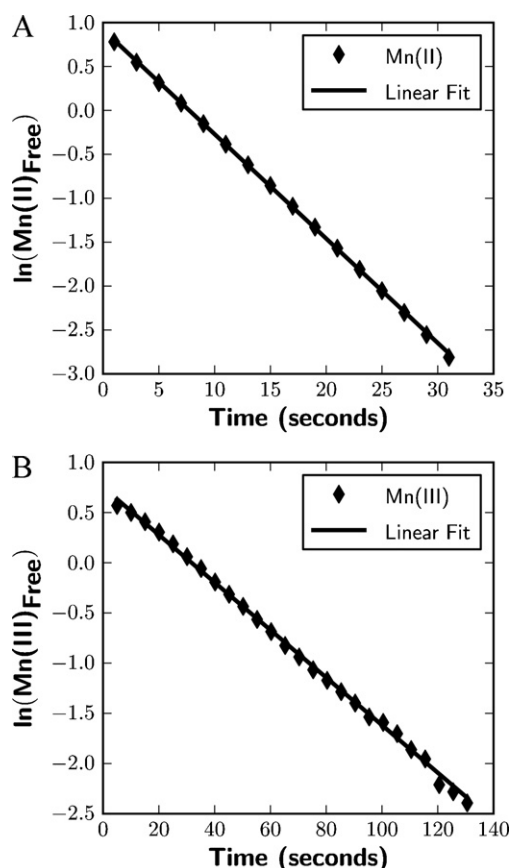 A
1.0
0.5
0.0
−0.5
−1.0
−1.5
−2.0
−2.5
−3.0
ln(Mn(II)Free)
Mn(II)
Linear Fit
0 5 10 15 20 25 30 35
Time (seconds)
B
1.0
0.5
0.0
−0.5
−1.0
−1.5
−2.0
−2.5
ln(Mn(III)Free)
Mn(III)
Linear Fit
0 20 40 60 80 100 120 140
Time (seconds)